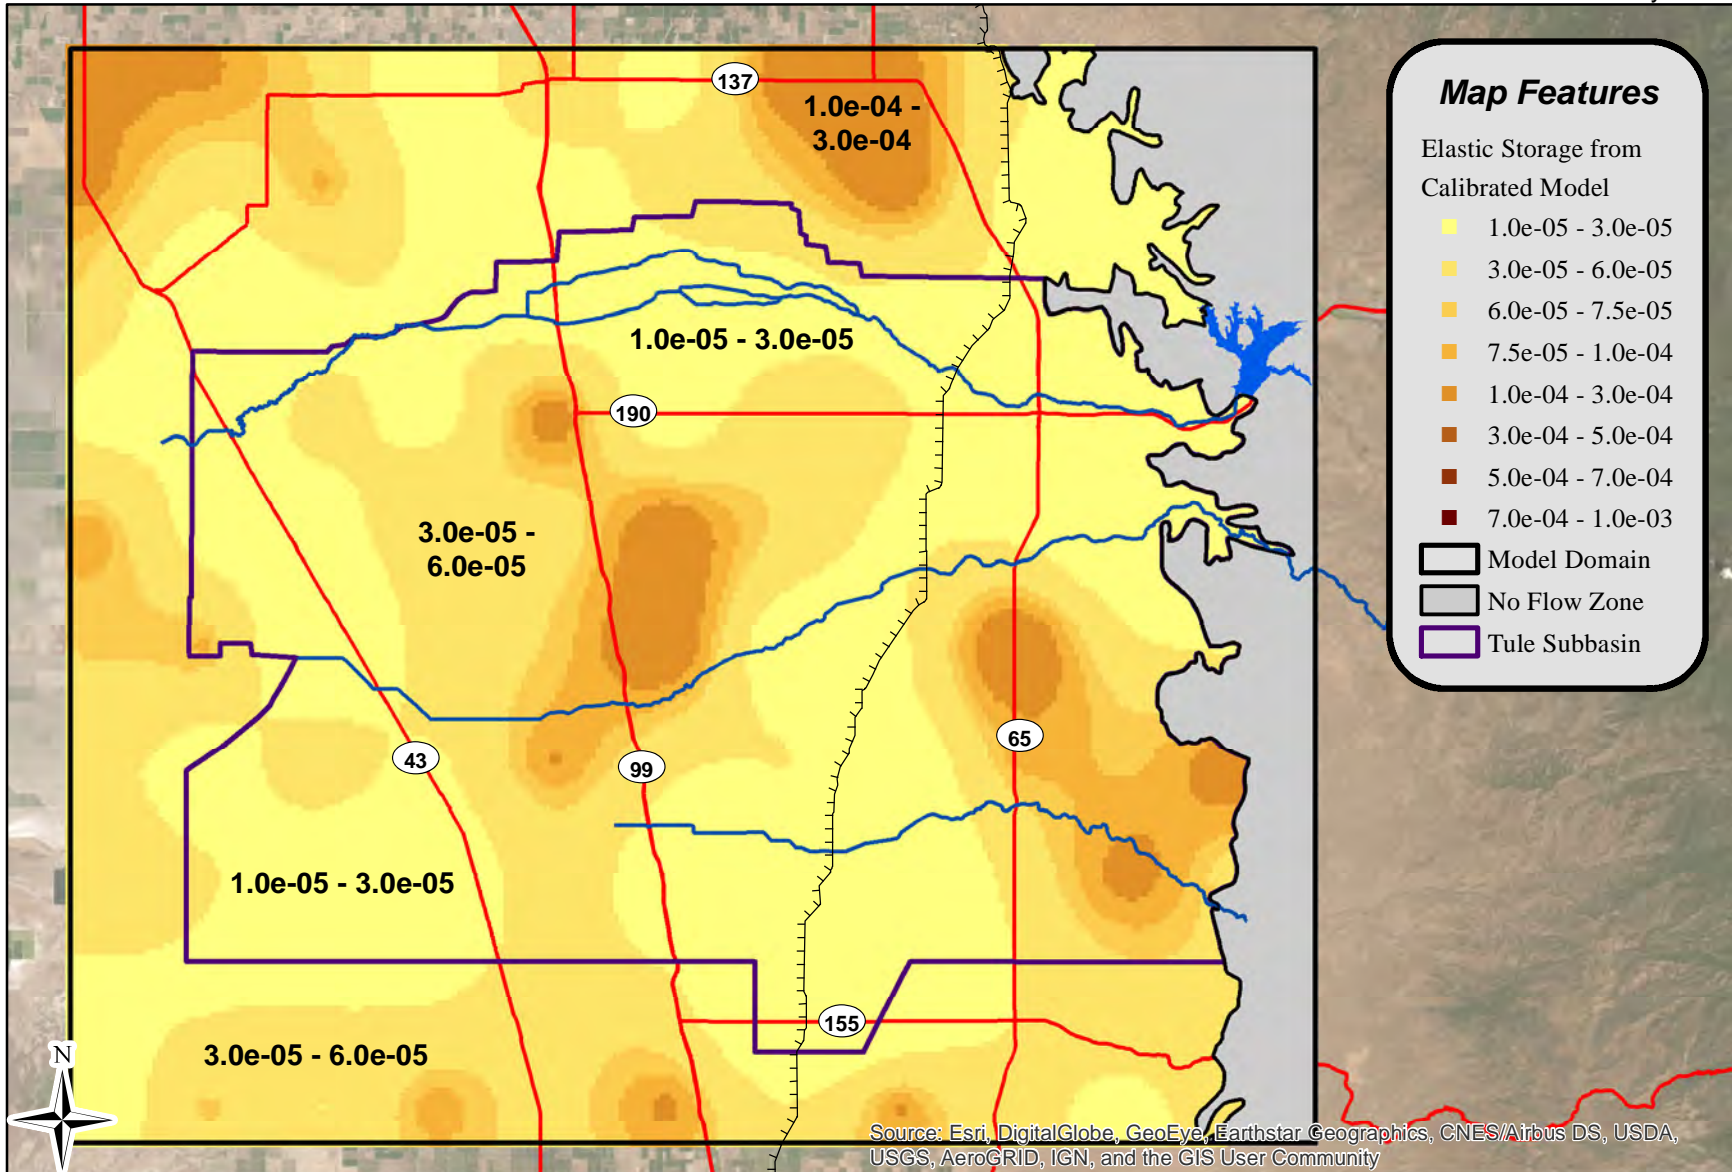 137
1.0e-04 -
3.0e-04
1.0e-05 - 3.0e-05
190
3.0e-05 -
6.0e-05
43
99
65
1.0e-05 - 3.0e-05
155
3.0e-05 - 6.0e-05
N
Map Features
Elastic Storage from
Calibrated Model
1.0e-05 - 3.0e-05
3.0e-05 - 6.0e-05
6.0e-05 - 7.5e-05
7.5e-05 - 1.0e-04
1.0e-04 - 3.0e-04
3.0e-04 - 5.0e-04
5.0e-04 - 7.0e-04
7.0e-04 - 1.0e-03
Model Domain
No Flow Zone
Tule Subbasin
Source: Esri, DigitalGlobe, GeoEye, Earthstar Geographics, CNES/Airbus DS, USDA,
USGS, AeroGRID, IGN, and the GIS User Community